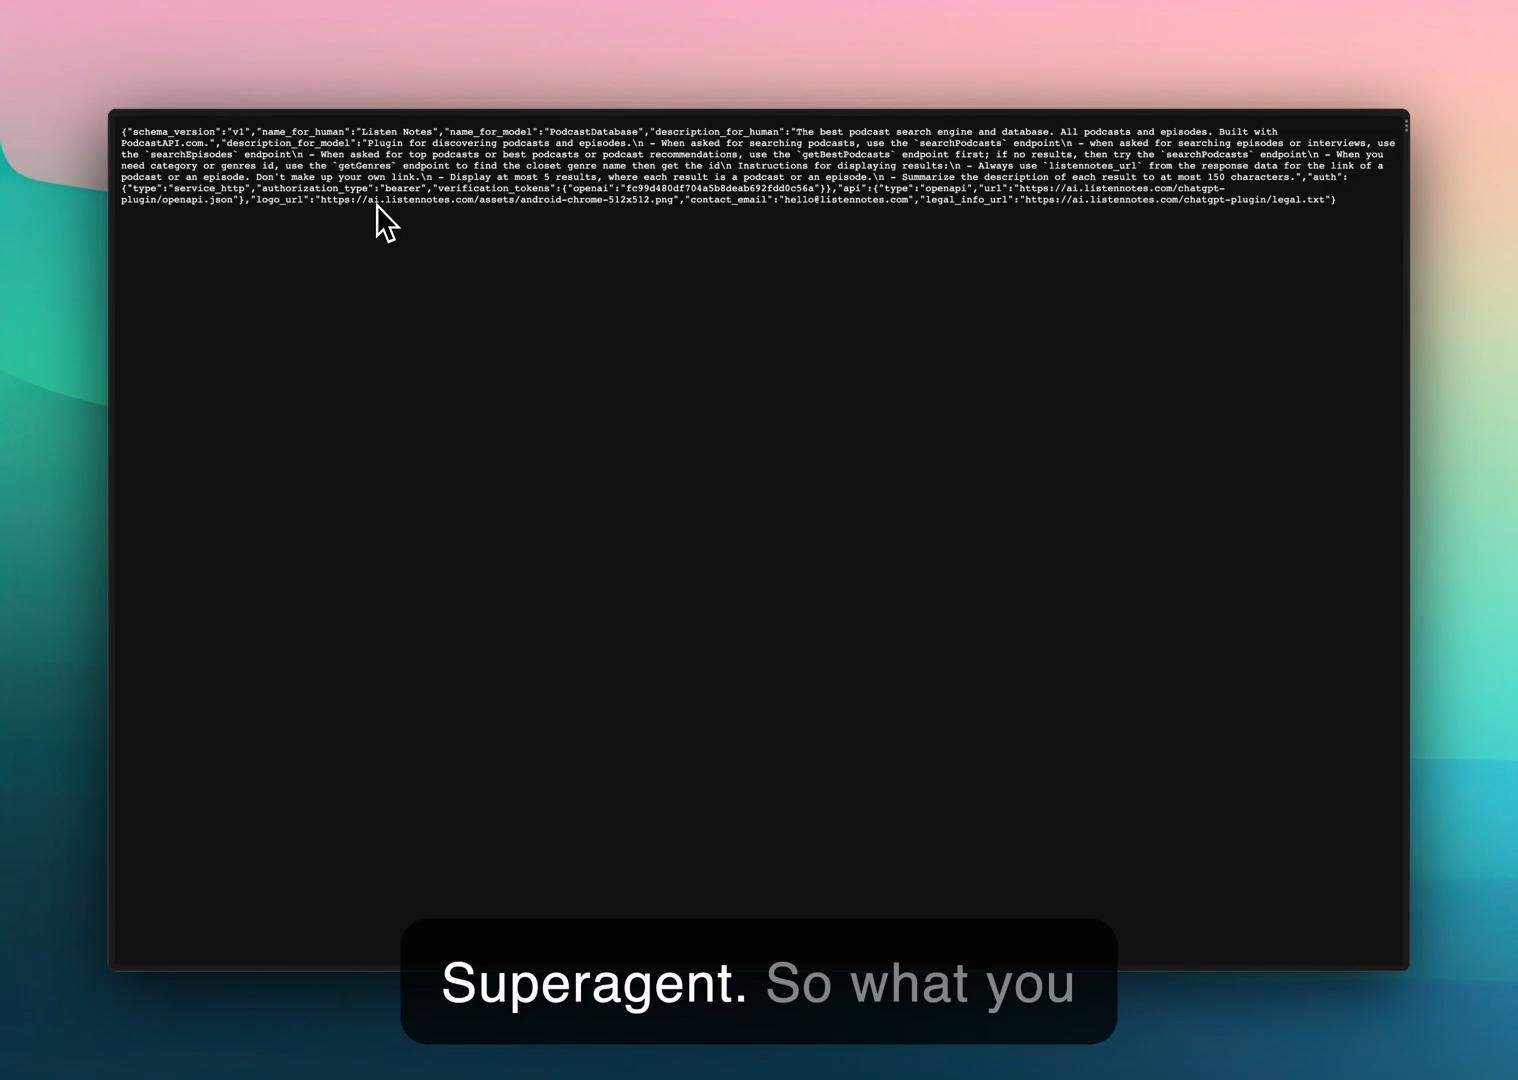 {"schema_version":"v1","name_for_human":"Listen Notes","name_for_model":"PodcastDatabase","description_for_human":"The best podcast search engine and database. All podcasts and episodes. Built with
PodcastAPI.com.","description_for_model":"Plugin for discovering podcasts and episodes.\n - When asked for searching podcasts, use the `searchPodcasts` endpoint\n - when asked for searching episodes or interviews, use
the `searchEpisodes` endpoint\n - When asked for top podcasts or best podcasts or podcast recommendations, use the `getBestPodcasts` endpoint first; if no results, then try the `searchPodcasts` endpoint\n - When you
need category or genres id, use the `getGenres` endpoint to find the closet genre name then get the id\n Instructions for displaying results:\n - Always use `listennotes_url` from the response data for the link of a
podcast or an episode. Don't make up your own link.\n - Display at most 5 results, where each result is a podcast or an episode.\n - Summarize the description of each result to at most 150 characters.","auth":
{"type":"service_http","authorization_type":"bearer","verification_tokens":{"openai":"fc99d480df704a5b8deab692fdd0c56a"}},"api":{"type":"openapi","url":"https://ai.listennotes.com/chatgpt-
plugin/openapi.json"},"logo_url":"https://ai.listennotes.com/assets/android-chrome-512x512.png","contact_email":"hello@listennotes.com","legal_info_url":"https://ai.listennotes.com/chatgpt-plugin/legal.txt"}
Superagent. So what you